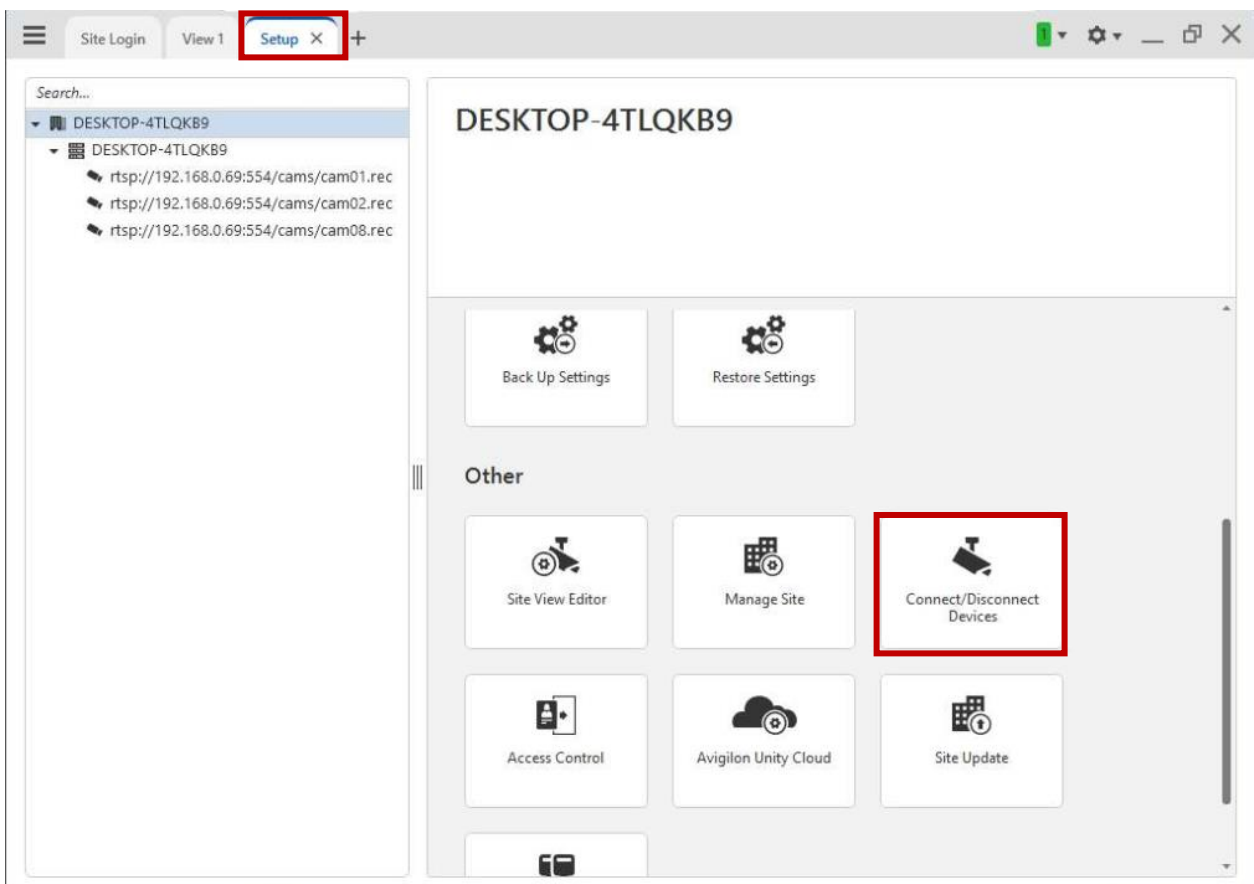 Site Login View 1 Setup 1
Search...
DESKTOP-4TLQKB9
DESKTOP-4TLQKB9
rtsp://192.168.0.69:554/cams/cam01.rec
rtsp://192.168.0.69:554/cams/cam02.rec
rtsp://192.168.0.69:554/cams/cam08.rec
DESKTOP-4TLQKB9
Back Up Settings
Restore Settings
Other
Site View Editor
Manage Site
Connect/Disconnect
Devices
Access Control
Avigilon Unity Cloud
Site Update